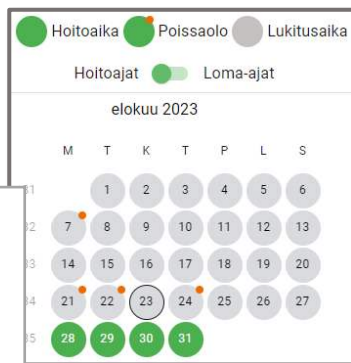 Hoitoaika Poissaolo Lukitusaika
Hoitoajat Loma-ajat
elokuu 2023
M T K T P L S
1 2 3 4 5 6
7 8 9 10 11 12 13
14 15 16 17 18 19 20
21 22 23 24 25 26 27
28 29 30 31